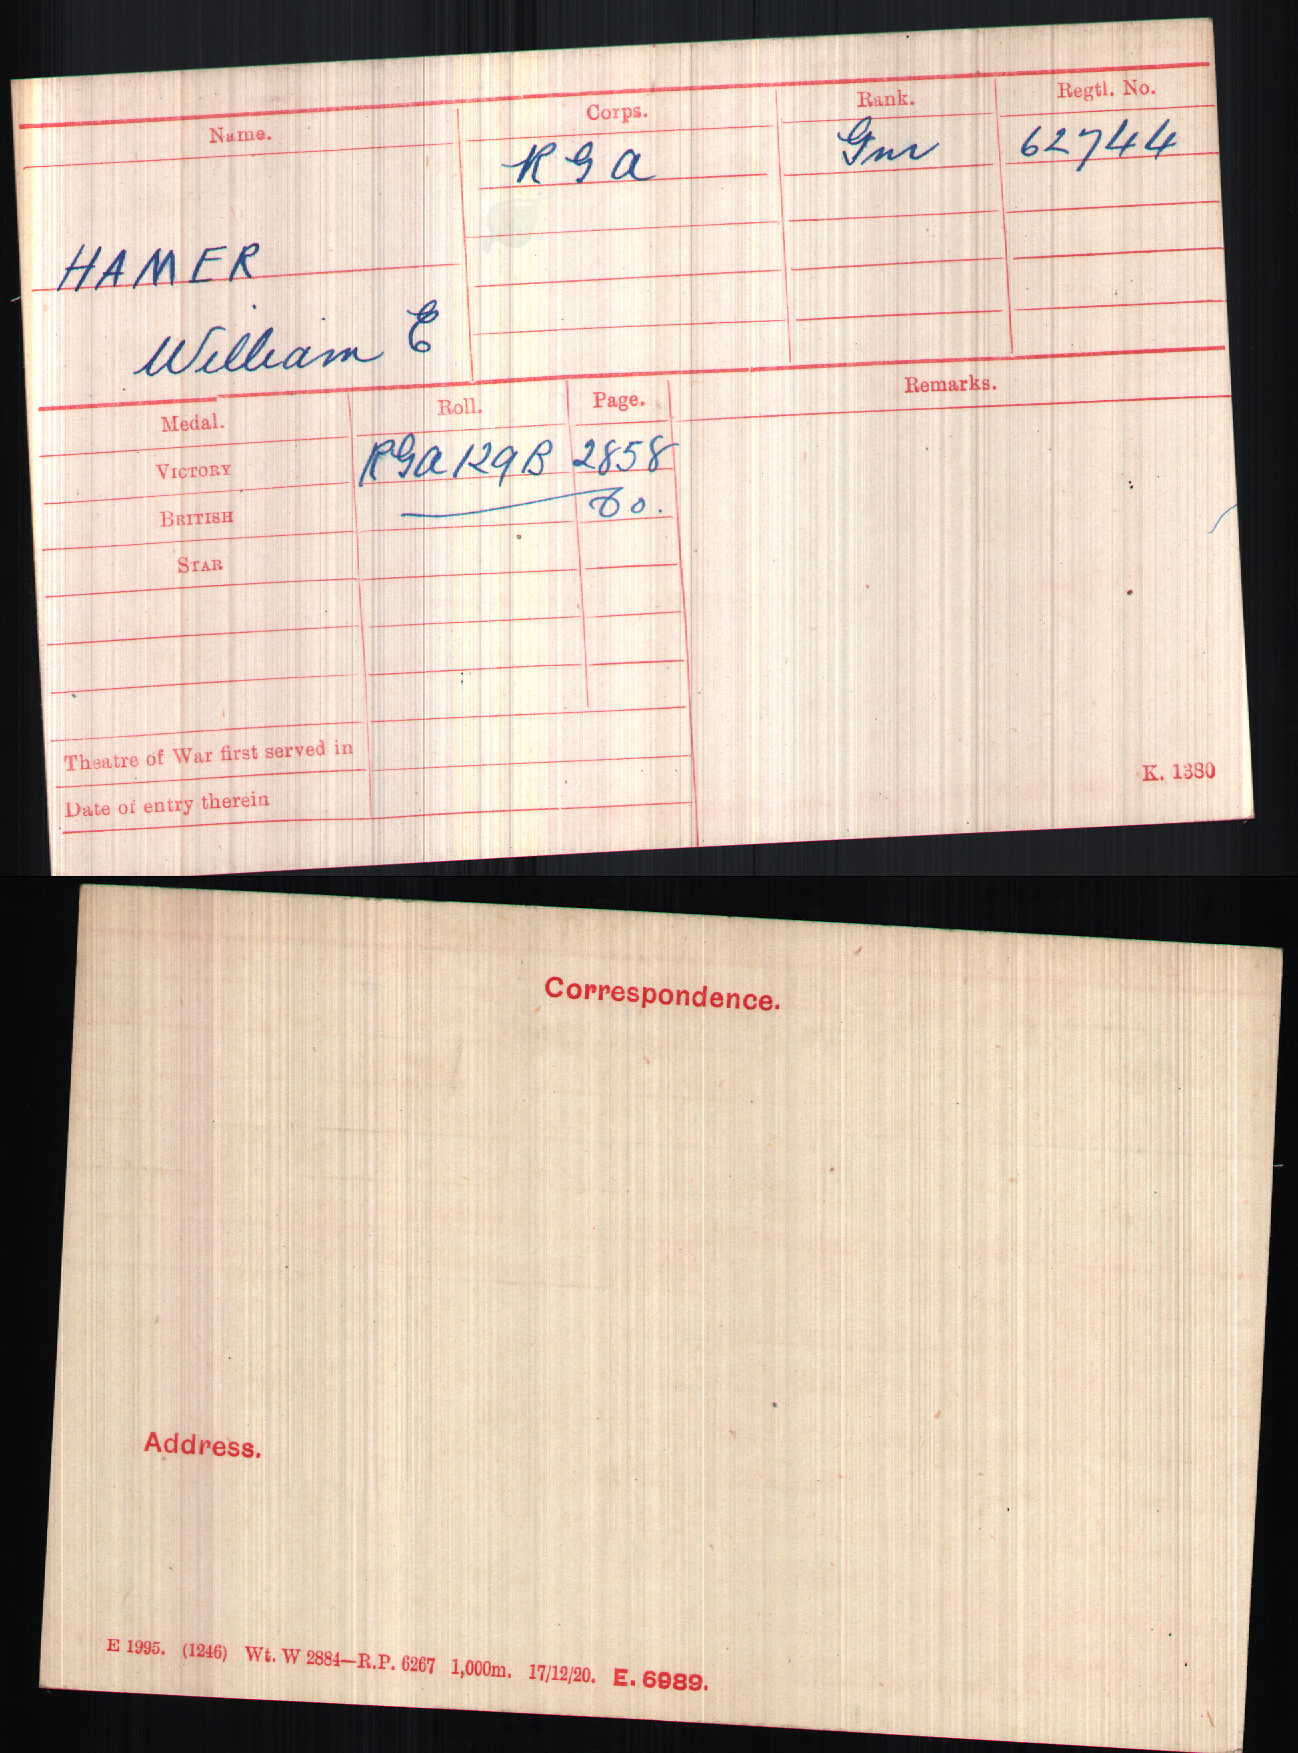 Name. Corps. Rank. Regtl. No.
R G A Gnr 62744
HAMER
William E
Medal. Roll. Page. Remarks.
VICTORY RGA 129B 2858
BRITISH Do.
STAR
Theatre of War first served in
Date of entry therein
K. 1380
Correspondence.
Address.
E 1995. (1246) Wt. W 2884—R.P. 6267 1,000m. 17/12/20. E. 6989.